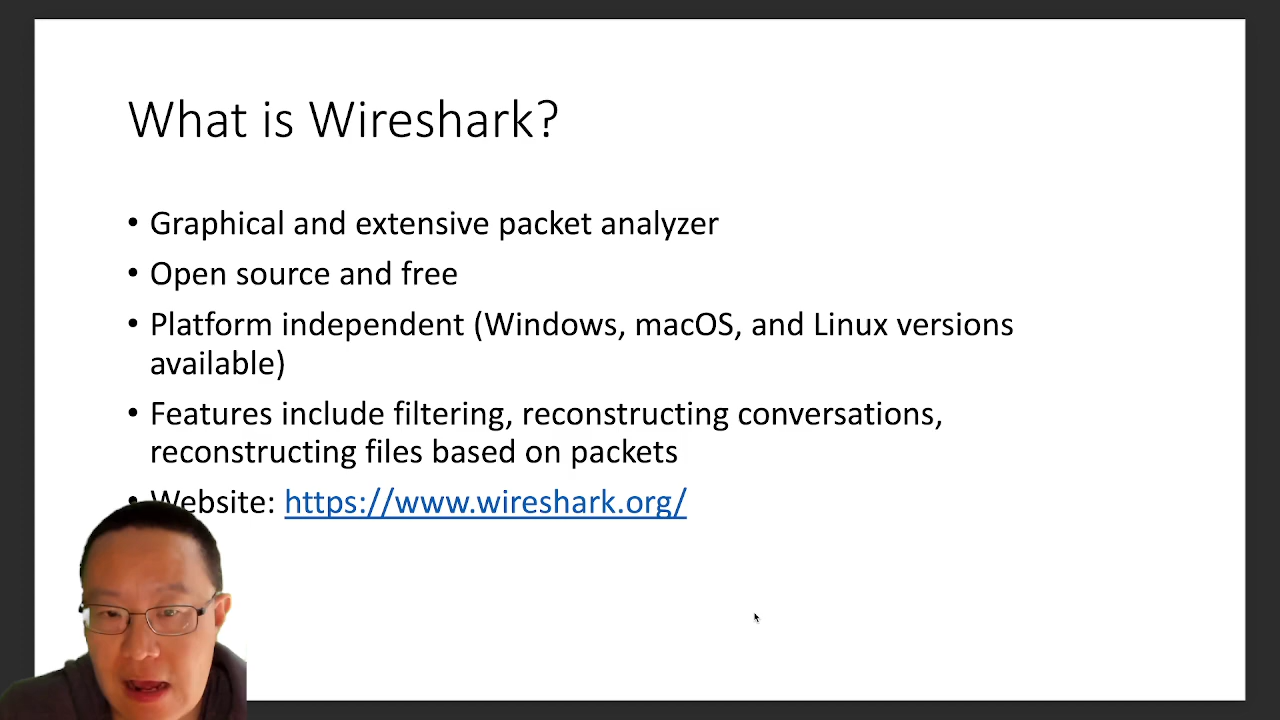 What is Wireshark?
• Graphical and extensive packet analyzer
• Open source and free
• Platform independent (Windows, macOS, and Linux versions
available)
• Features include filtering, reconstructing conversations,
reconstructing files based on packets
• Website: https://www.wireshark.org/